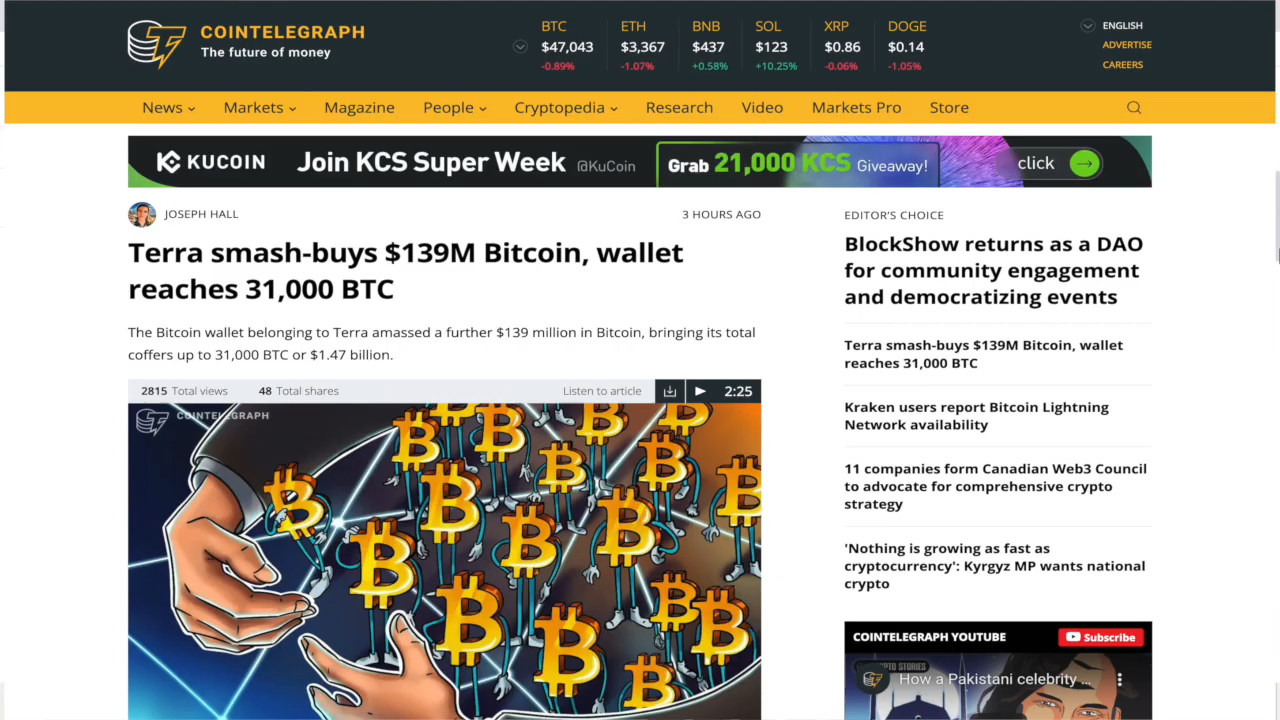 COINTELEGRAPH
The future of money
BTC
$47,043
-0.89%
ETH
$3,367
-1.07%
BNB
$437
+0.58%
SOL
$123
+10.25%
XRP
$0.86
-0.06%
DOGE
$0.14
-1.05%
ENGLISH
ADVERTISE
CAREERS
News
Markets
Magazine
People
Cryptopedia
Research
Video
Markets Pro
Store
KUCOIN Join KCS Super Week @KuCoin Grab 21,000 KCS Giveaway! click
JOSEPH HALL
3 HOURS AGO
Terra smash-buys $139M Bitcoin, wallet
reaches 31,000 BTC
The Bitcoin wallet belonging to Terra amassed a further $139 million in Bitcoin, bringing its total
coffers up to 31,000 BTC or $1.47 billion.
2815 Total views
48 Total shares
Listen to article
2:25
COINTELEGRAPH
EDITOR'S CHOICE
BlockShow returns as a DAO
for community engagement
and democratizing events
Terra smash-buys $139M Bitcoin, wallet
reaches 31,000 BTC
Kraken users report Bitcoin Lightning
Network availability
11 companies form Canadian Web3 Council
to advocate for comprehensive crypto
strategy
'Nothing is growing as fast as
cryptocurrency': Kyrgyz MP wants national
crypto
COINTELEGRAPH YOUTUBE
Subscribe
How a Pakistani celebrity ...